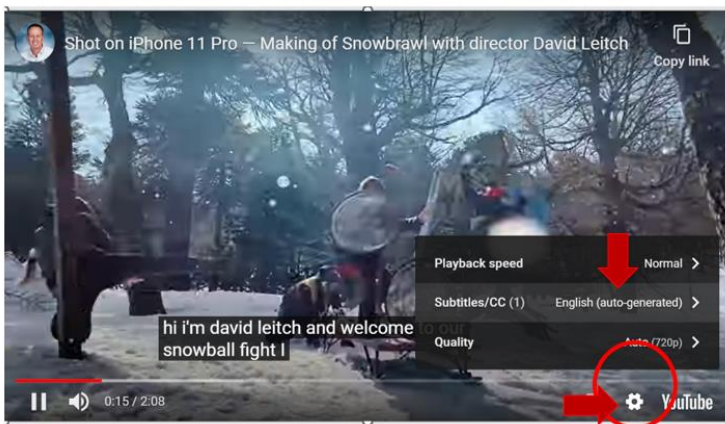 Shot on iPhone 11 Pro — Making of Snowbrawl with director David Leitch
Copy link
Playback speed Normal
Subtitles/CC (1) English (auto-generated)
Quality Auto (720p)
hi i'm david leitch and welcome to our
snowball fight I
0:15 / 2:08
YouTube